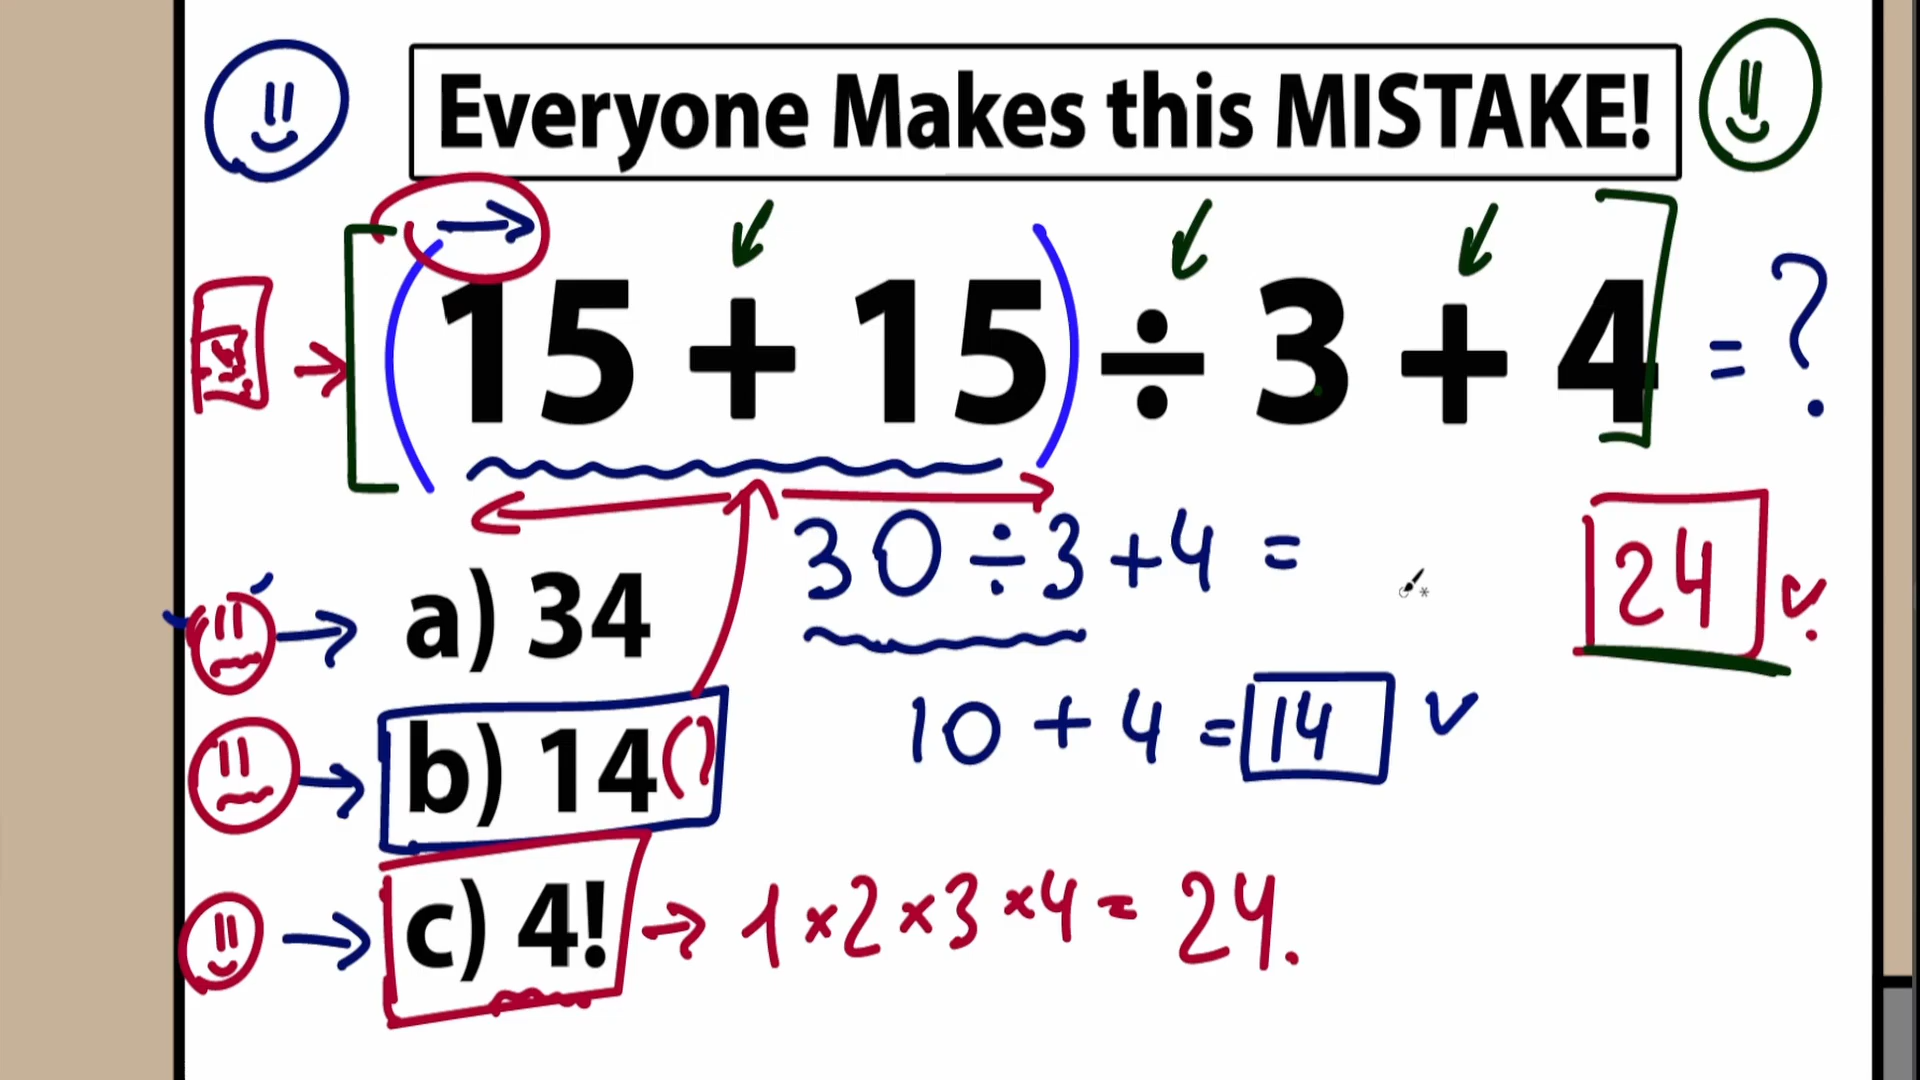 Everyone Makes this MISTAKE!
(15 + 15) ÷ 3 + 4 = ?
30 ÷ 3 + 4 =
24
a) 34
10 + 4 = 14
b) 14 ()
c) 4! → 1 × 2 × 3 × 4 = 24.